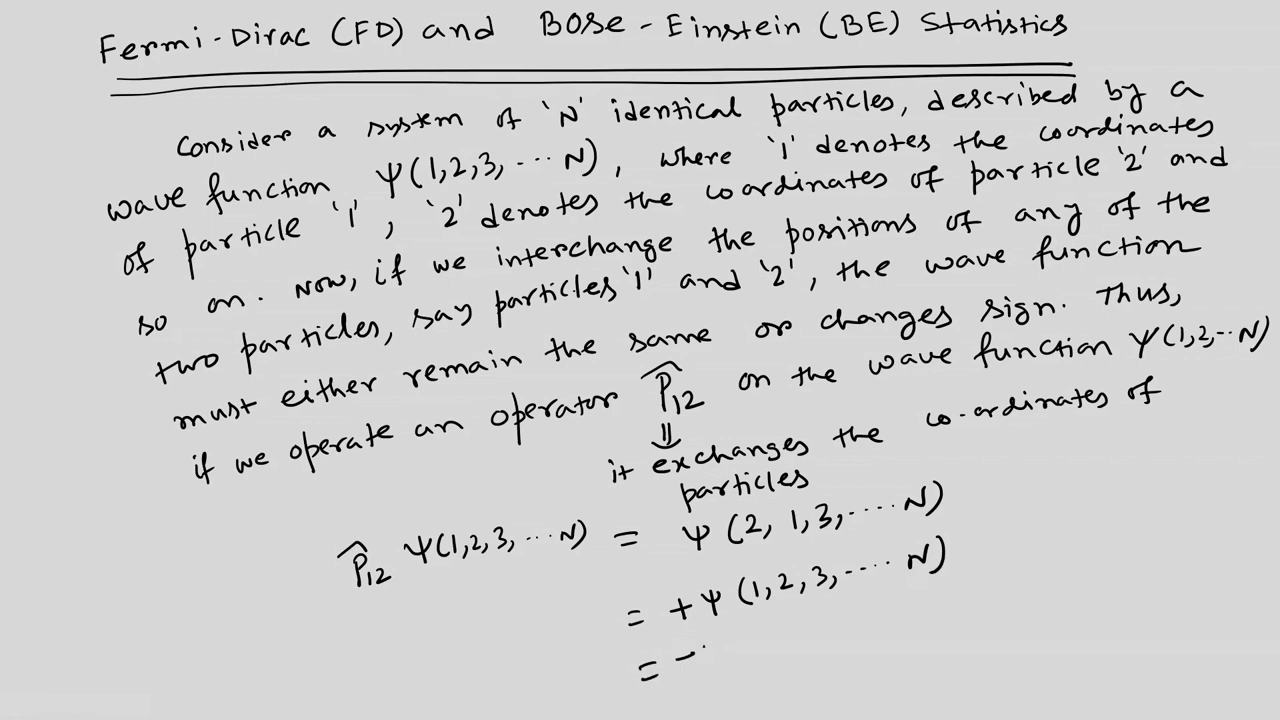 Fermi-Dirac (FD) and Bose-Einstein (BE) Statistics
Consider a system of 'N' identical particles, described by a
wave function ψ(1,2,3, ... N), where '1' denotes the coordinates
of particle '1', '2' denotes the coordinates of particle '2' and
so on. Now, if we interchange the positions of any of the
two particles, say particles '1' and '2', the wave function
must either remain the same or changes sign. Thus,
if we operate an operator P̂₁₂ on the wave function ψ(1,2,..N)
⇓
it exchanges the co-ordinates of
particles
P̂₁₂ ψ(1,2,3, ... N) = ψ(2, 1,3,.... N)
= +ψ(1,2,3,.... N)
= -